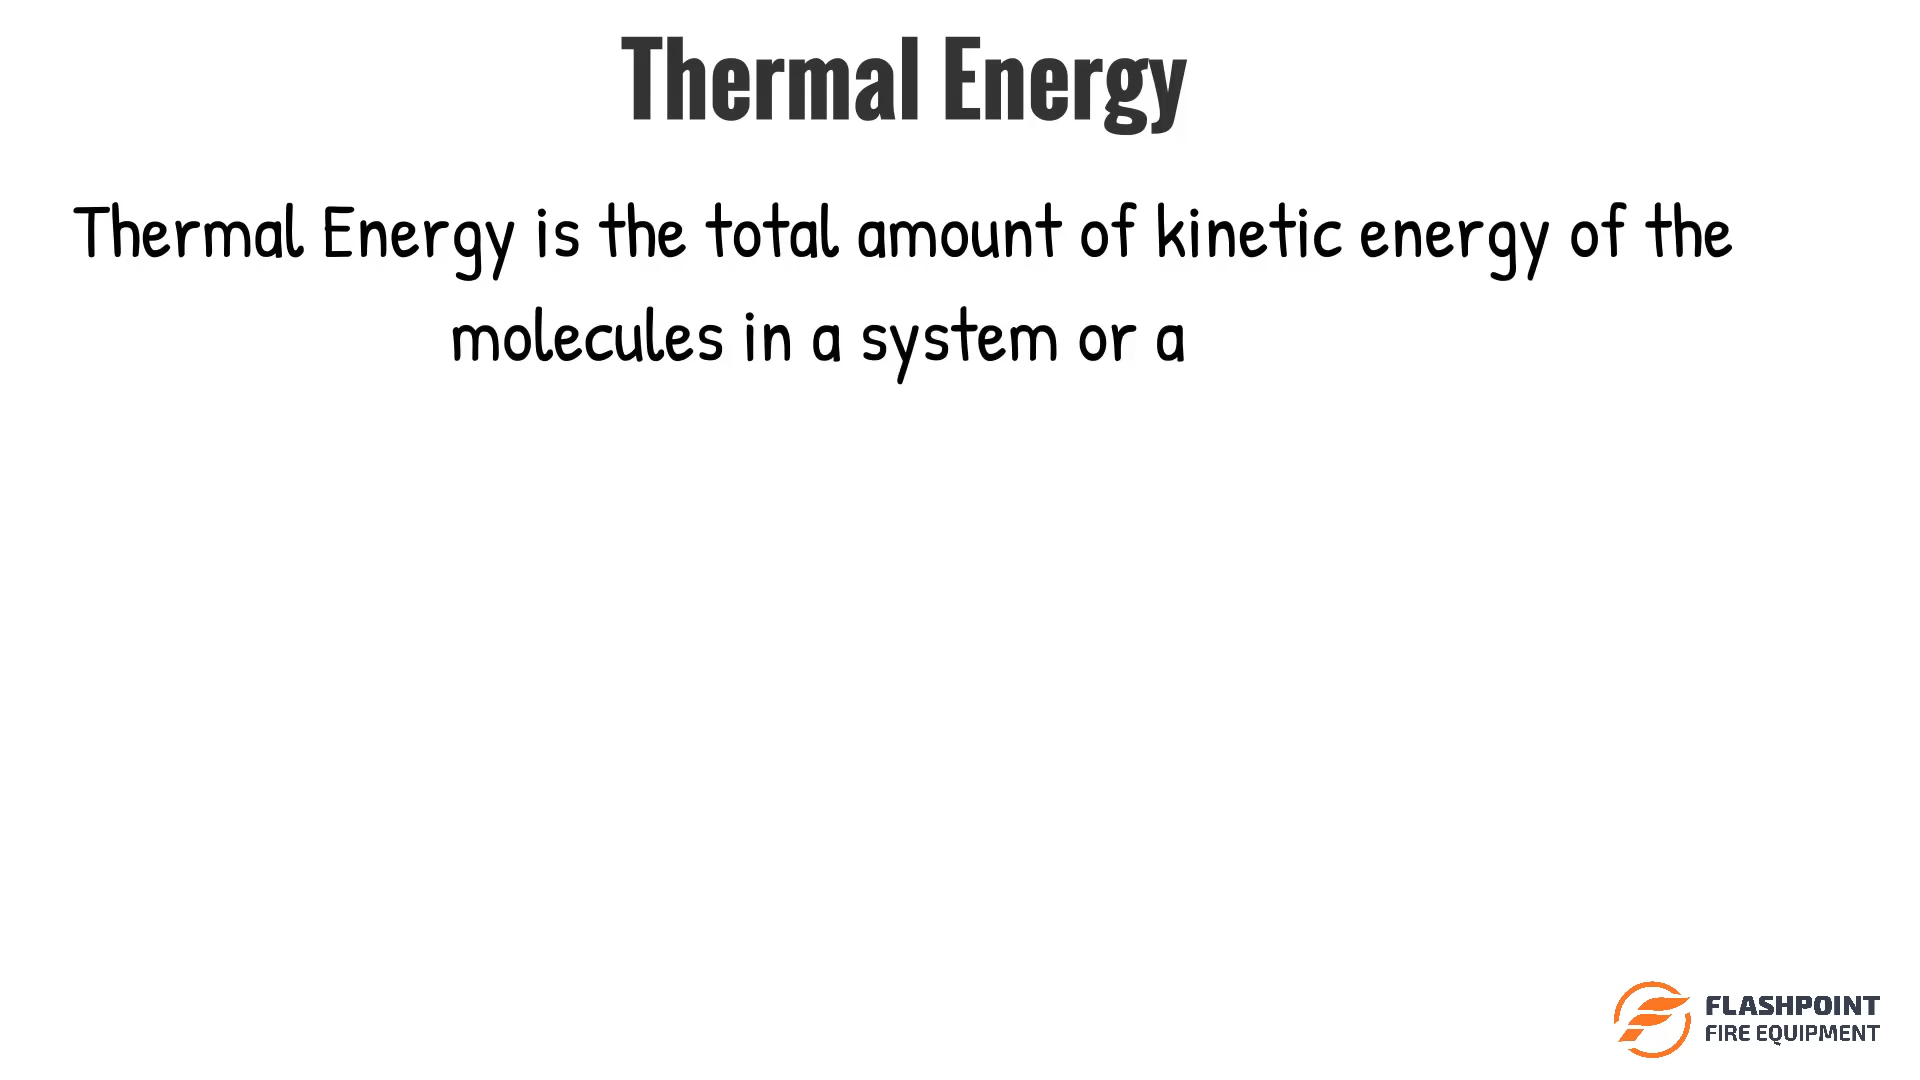 Thermal Energy
Thermal Energy is the total amount of kinetic energy of the
molecules in a system or a
FLASHPOINT
FIRE EQUIPMENT